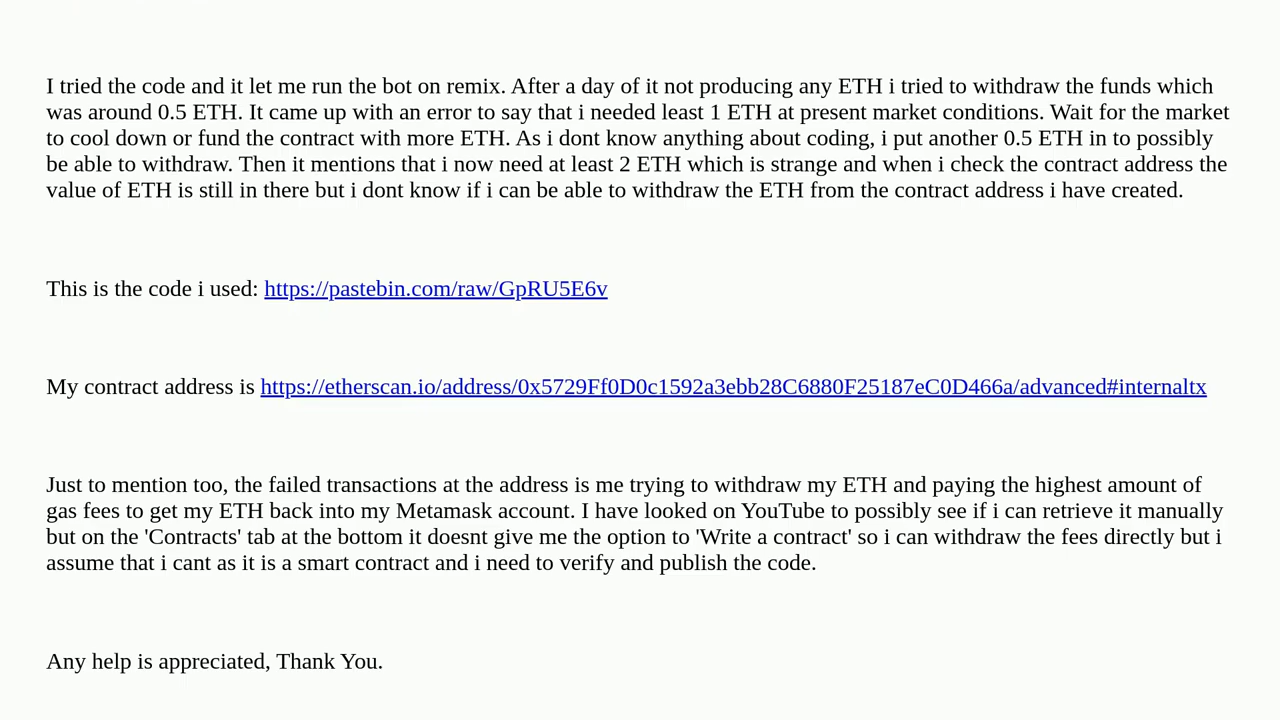 I tried the code and it let me run the bot on remix. After a day of it not producing any ETH i tried to withdraw the funds which
was around 0.5 ETH. It came up with an error to say that i needed least 1 ETH at present market conditions. Wait for the market
to cool down or fund the contract with more ETH. As i dont know anything about coding, i put another 0.5 ETH in to possibly
be able to withdraw. Then it mentions that i now need at least 2 ETH which is strange and when i check the contract address the
value of ETH is still in there but i dont know if i can be able to withdraw the ETH from the contract address i have created.
This is the code i used: https://pastebin.com/raw/GpRU5E6v
My contract address is https://etherscan.io/address/0x5729Ff0D0c1592a3ebb28C6880F25187eC0D466a/advanced#internaltx
Just to mention too, the failed transactions at the address is me trying to withdraw my ETH and paying the highest amount of
gas fees to get my ETH back into my Metamask account. I have looked on YouTube to possibly see if i can retrieve it manually
but on the 'Contracts' tab at the bottom it doesnt give me the option to 'Write a contract' so i can withdraw the fees directly but i
assume that i cant as it is a smart contract and i need to verify and publish the code.
Any help is appreciated, Thank You.